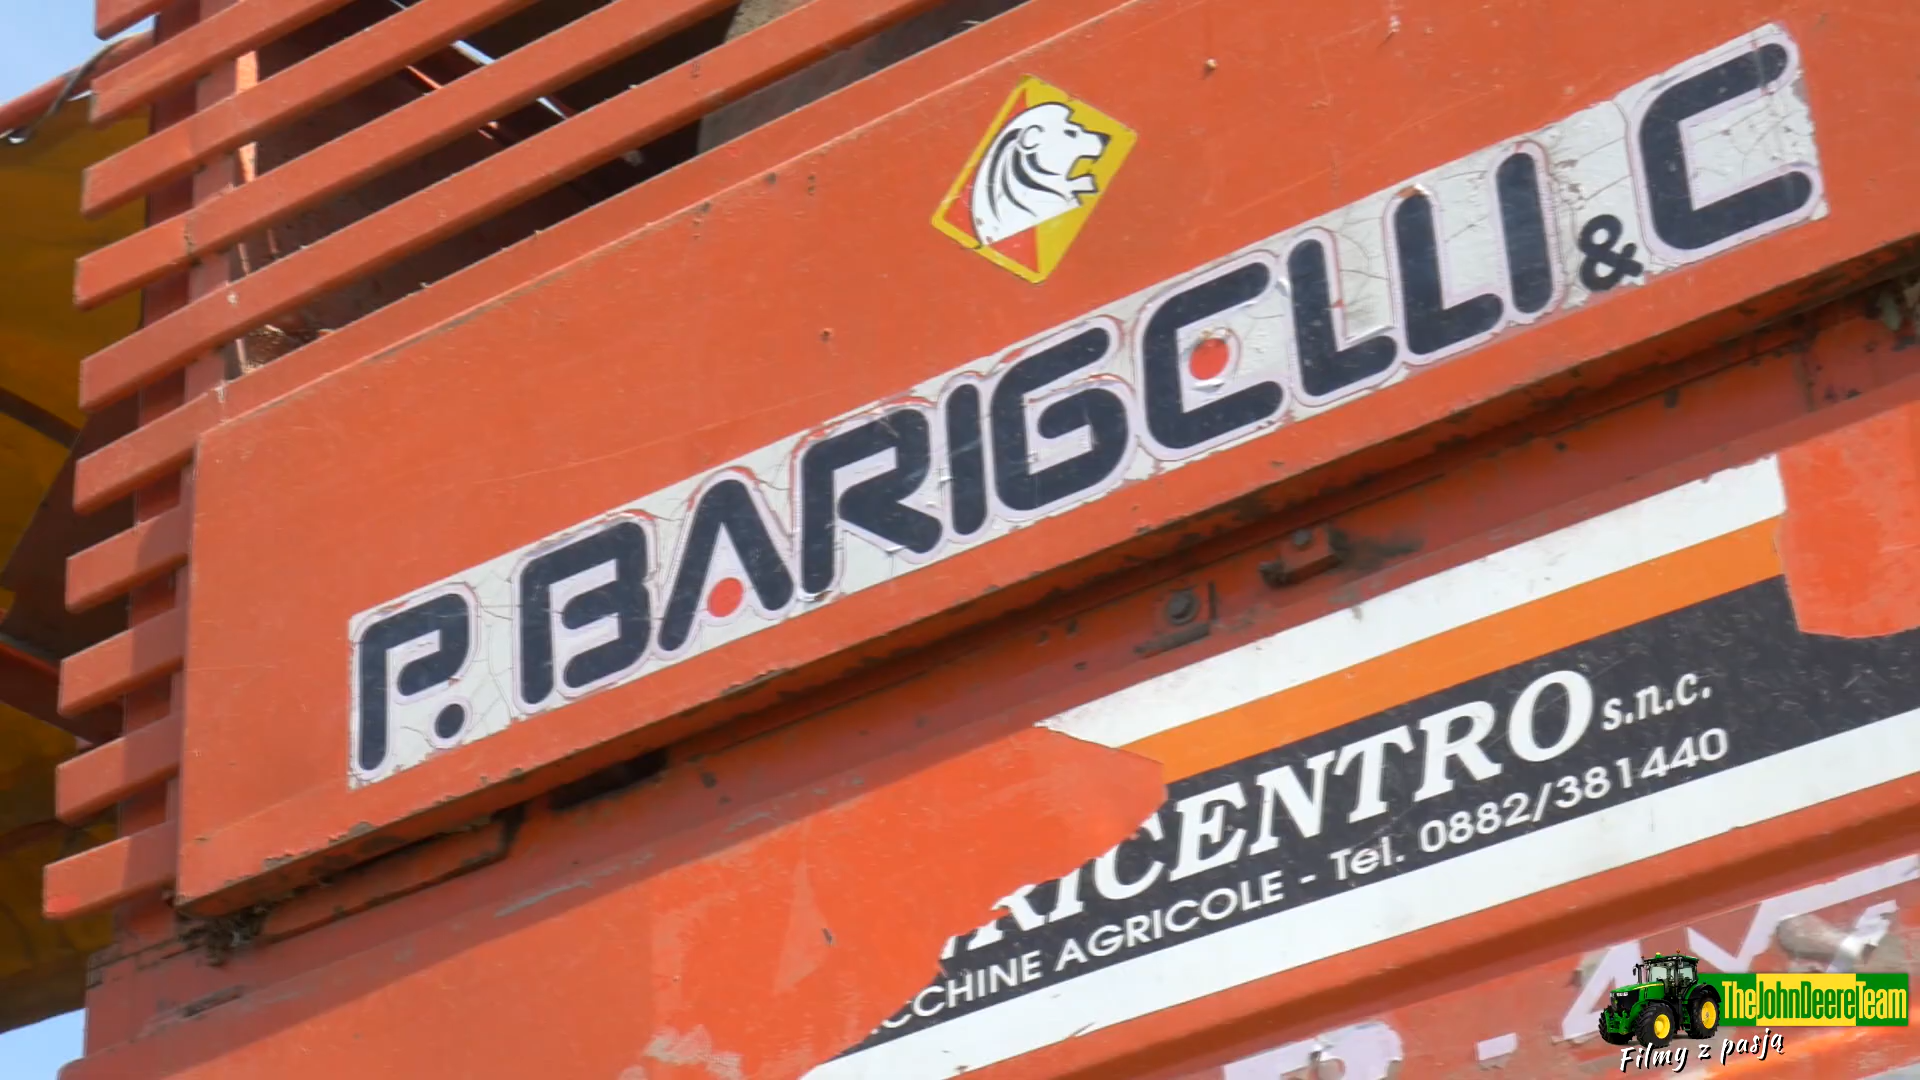 P. BARIGELLI & C
RICENTRO s.n.c.
CCHINE AGRICOLE - Tel. 0882/381440
TheJohnDeereTeam
Filmy z pasją